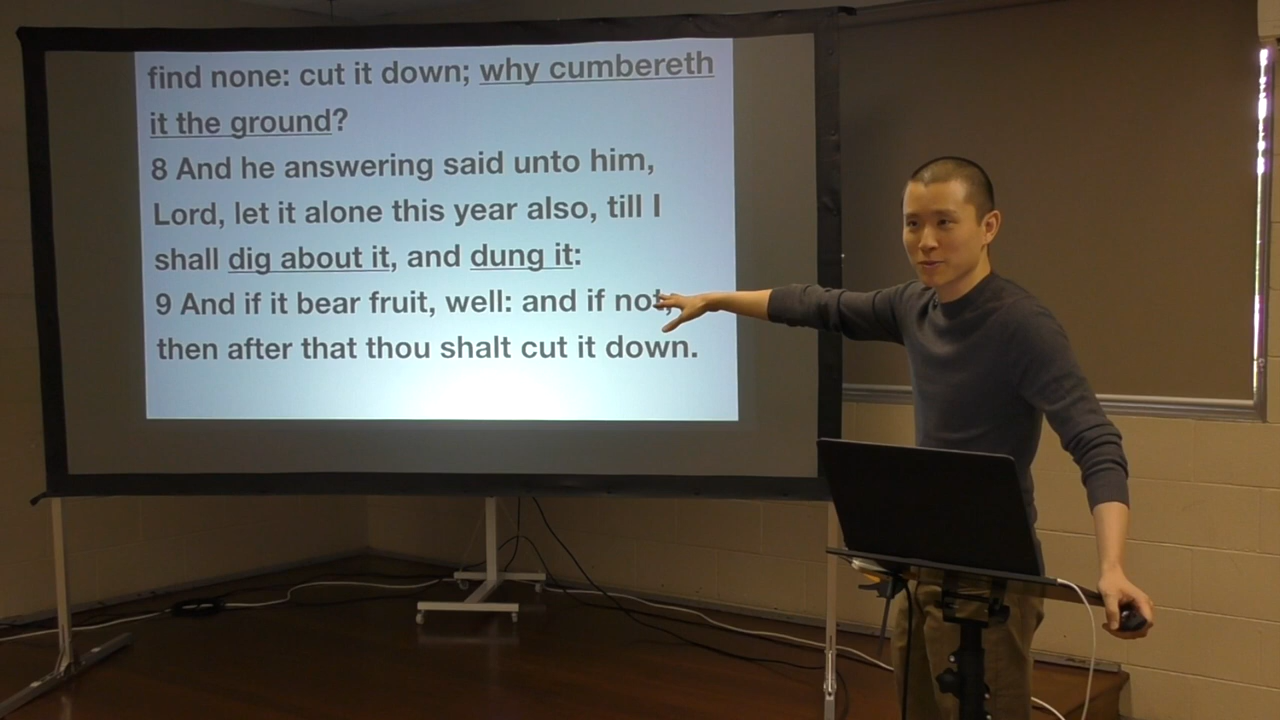 find none: cut it down; why cumbereth
it the ground?
8 And he answering said unto him,
Lord, let it alone this year also, till I
shall dig about it, and dung it:
9 And if it bear fruit, well: and if not,
then after that thou shalt cut it down.